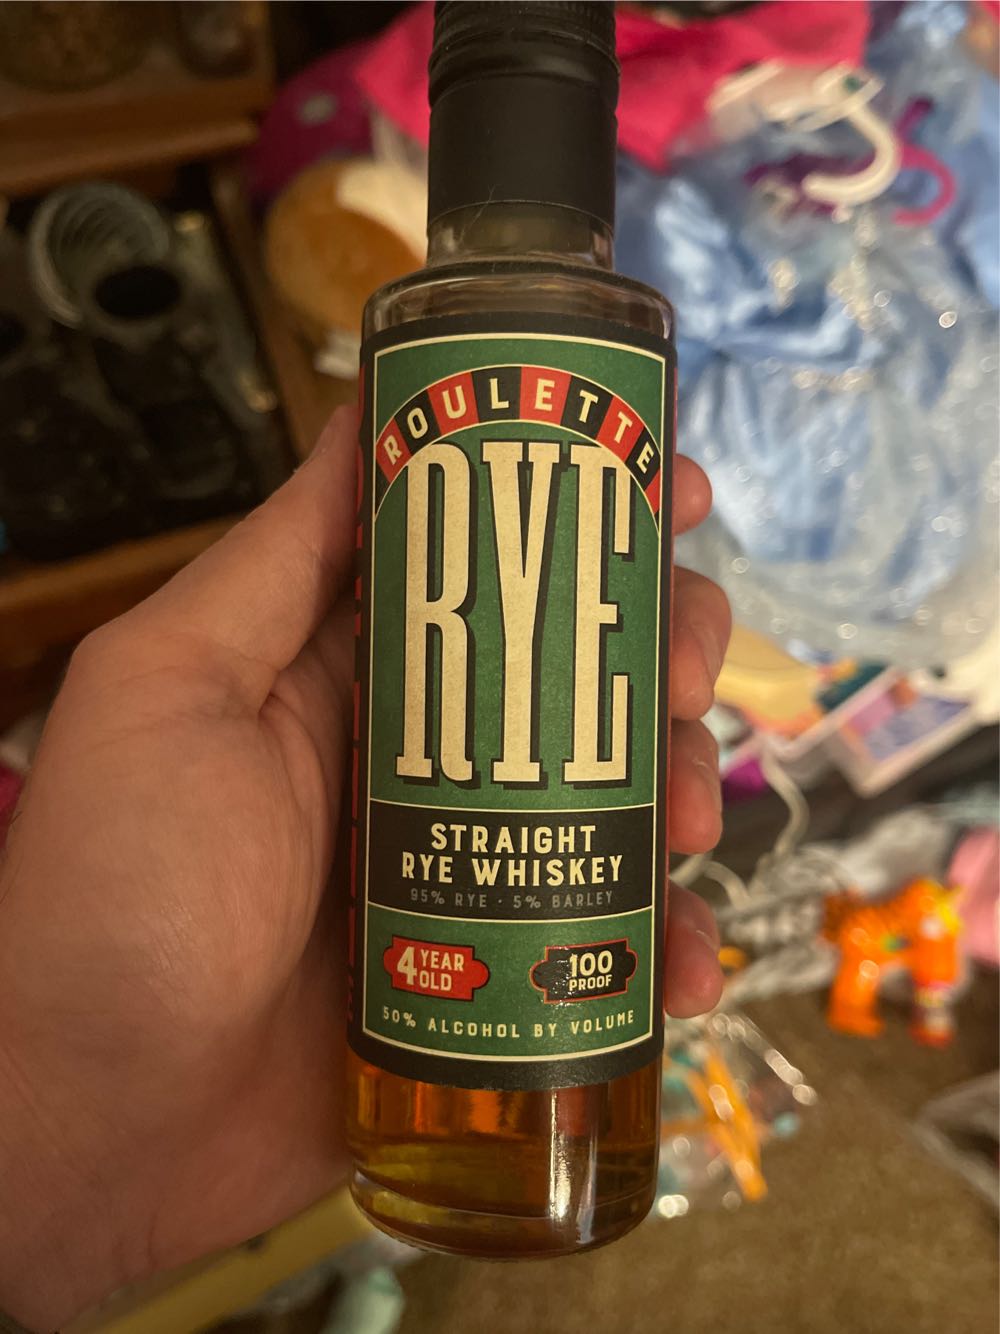 ROULETTE
RYE
STRAIGHT
RYE WHISKEY
95% RYE · 5% BARLEY
4 YEAR OLD
100 PROOF
50% ALCOHOL BY VOLUME